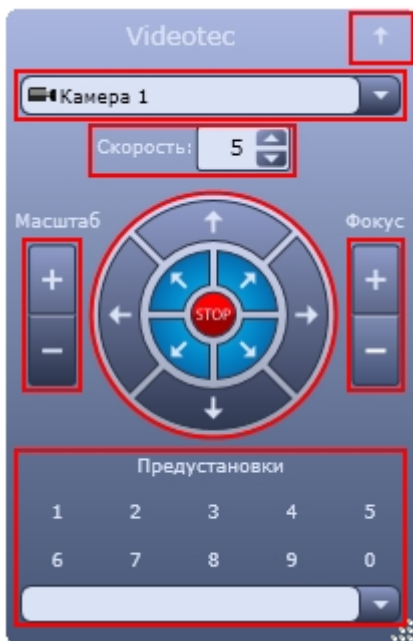 Videotec
Камера 1
Скорость: 5
Масштаб Фокус
STOP
Предустановки
1 2 3 4 5
6 7 8 9 0